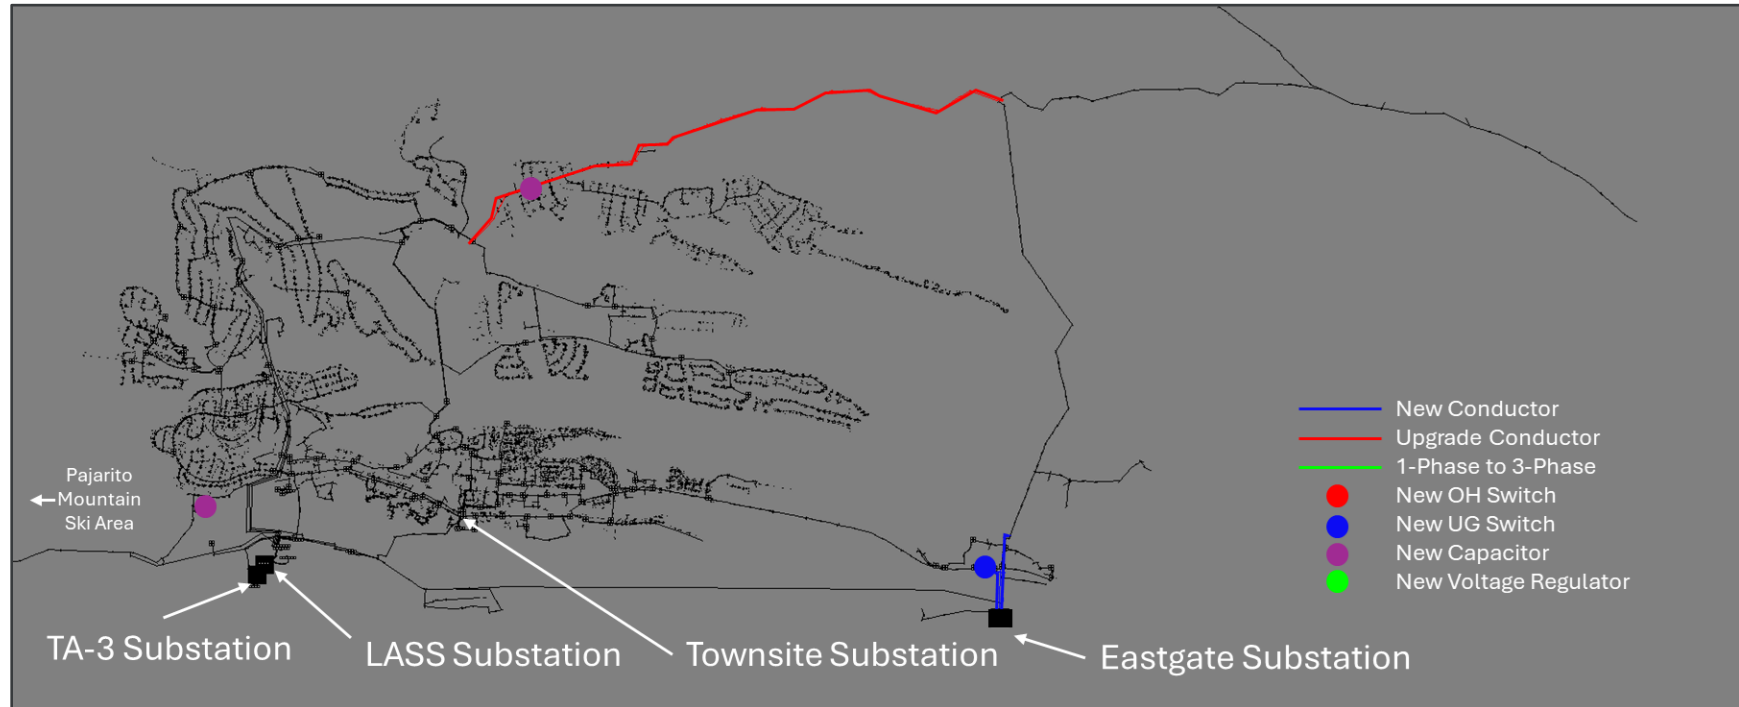 New Conductor
Upgrade Conductor
1-Phase to 3-Phase
New OH Switch
New UG Switch
New Capacitor
New Voltage Regulator
Pajarito
Mountain
Ski Area
TA-3 Substation
LASS Substation
Townsite Substation
Eastgate Substation